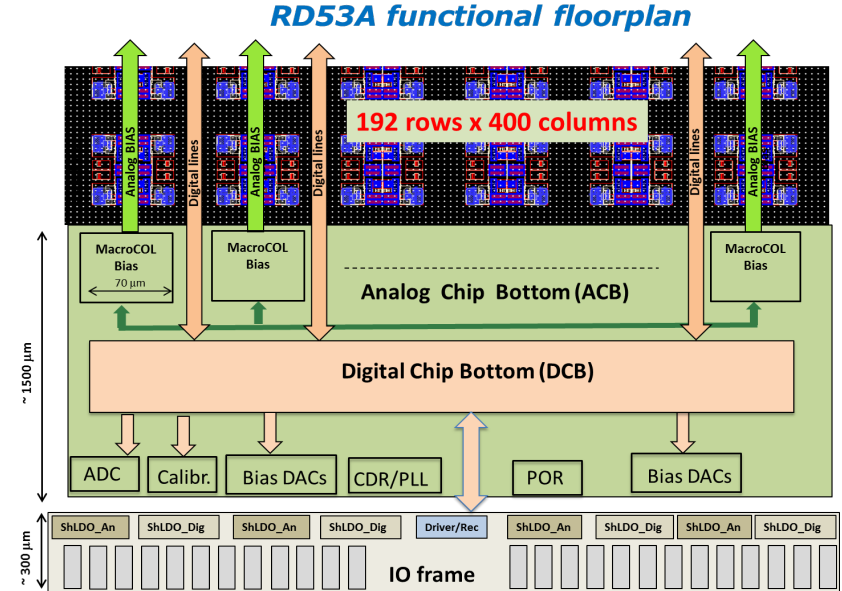 RD53A functional floorplan
192 rows x 400 columns
Analog BIAS
Digital lines
Analog BIAS
Digital lines
Digital lines
Analog BIAS
MacroCOL
Bias
70 µm
MacroCOL
Bias
MacroCOL
Bias
Analog Chip Bottom (ACB)
~ 1500 µm
Digital Chip Bottom (DCB)
ADC
Calibr.
Bias DACs
CDR/PLL
POR
Bias DACs
~ 300 µm
ShLDO_An
ShLDO_Dig
ShLDO_An
ShLDO_Dig
Driver/Rec
ShLDO_An
ShLDO_Dig
ShLDO_An
ShLDO_Dig
IO frame